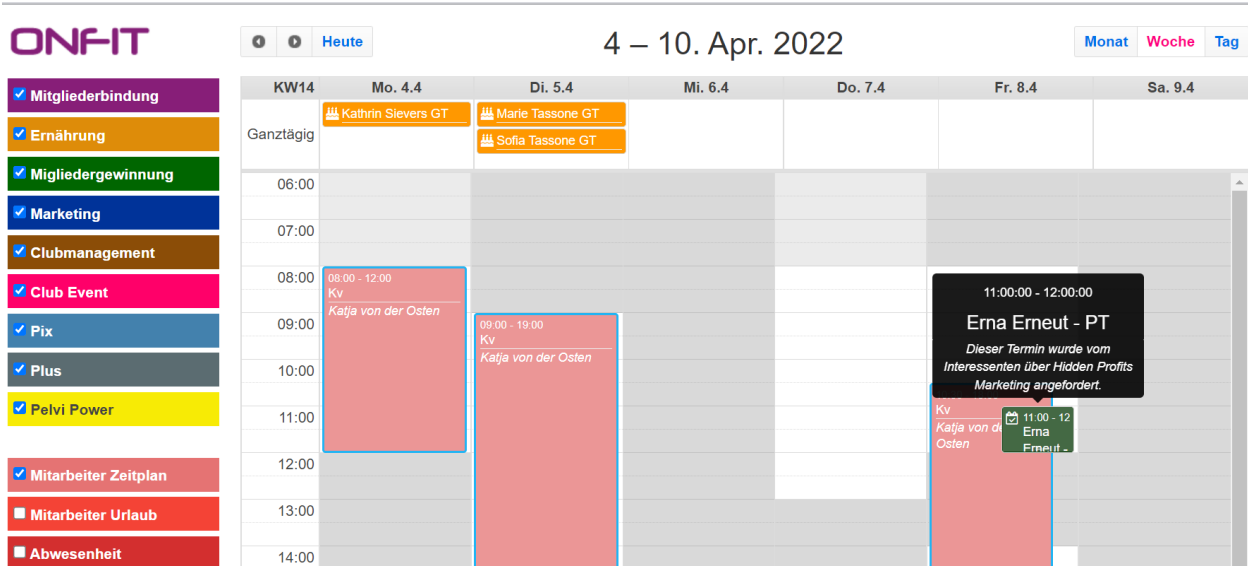 ONFIT
Heute
4 – 10. Apr. 2022
Monat Woche Tag
Mitgliederbindung
Ernährung
Migliedergewinnung
Marketing
Clubmanagement
Club Event
Pix
Plus
Pelvi Power
Mitarbeiter Zeitplan
Mitarbeiter Urlaub
Abwesenheit
KW14 Mo. 4.4 Di. 5.4 Mi. 6.4 Do. 7.4 Fr. 8.4 Sa. 9.4
Ganztägig
Kathrin Sievers GT
Marie Tassone GT
Sofia Tassone GT
06:00
07:00
08:00
09:00
10:00
11:00
12:00
13:00
14:00
08:00 - 12:00
Kv
Katja von der Osten
09:00 - 19:00
Kv
Katja von der Osten
11:00:00 - 12:00:00
Erna Erneut - PT
Dieser Termin wurde vom
Interessenten über Hidden Profits
Marketing angefordert.
Kv
Katja von de
Osten
11:00 - 12
Erna
Erneut -